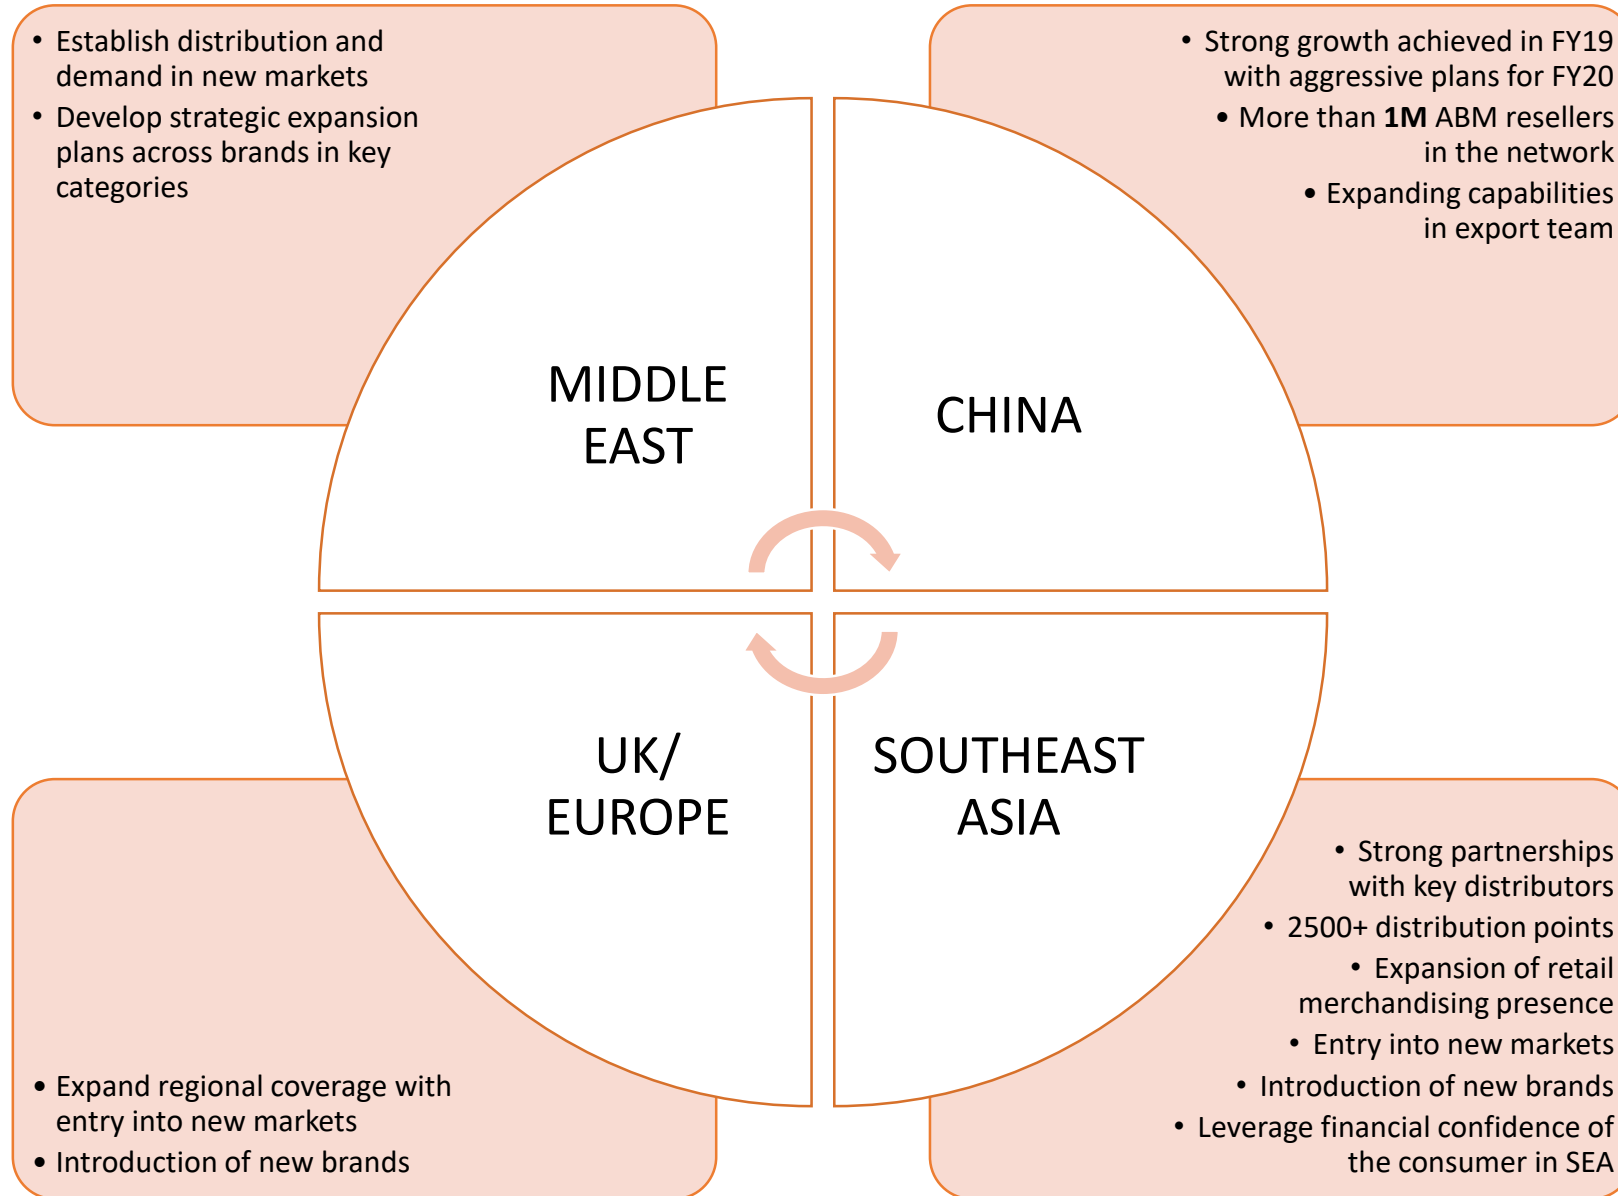 • Establish distribution and
demand in new markets
• Develop strategic expansion
plans across brands in key
categories
• Strong growth achieved in FY19
with aggressive plans for FY20
• More than 1M ABM resellers
in the network
• Expanding capabilities
in export team
MIDDLE
EAST
CHINA
UK/
EUROPE
SOUTHEAST
ASIA
• Expand regional coverage with
entry into new markets
• Introduction of new brands
• Strong partnerships
with key distributors
• 2500+ distribution points
• Expansion of retail
merchandising presence
• Entry into new markets
• Introduction of new brands
• Leverage financial confidence of
the consumer in SEA